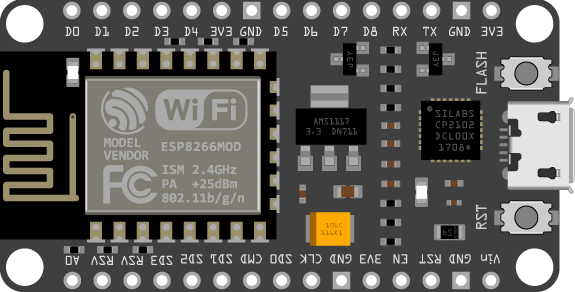 D0 D1 D2 D3 D4 3V3 GND D5 D6 D7 D8 RX TX GND 3V3
FLASH
WiFi
MODEL
VENDOR
ESP8266MOD
FC
ISM 2.4GHz
PA +25dBm
802.11b/g/n
AMS1117
3.3 DN711
SILABS
CP2102
DCL00X
1708*
RST
A0 RSV RSV SD3 SD2 SD1 CMD SD0 CLK GND 3V3 EN RST GND Vin